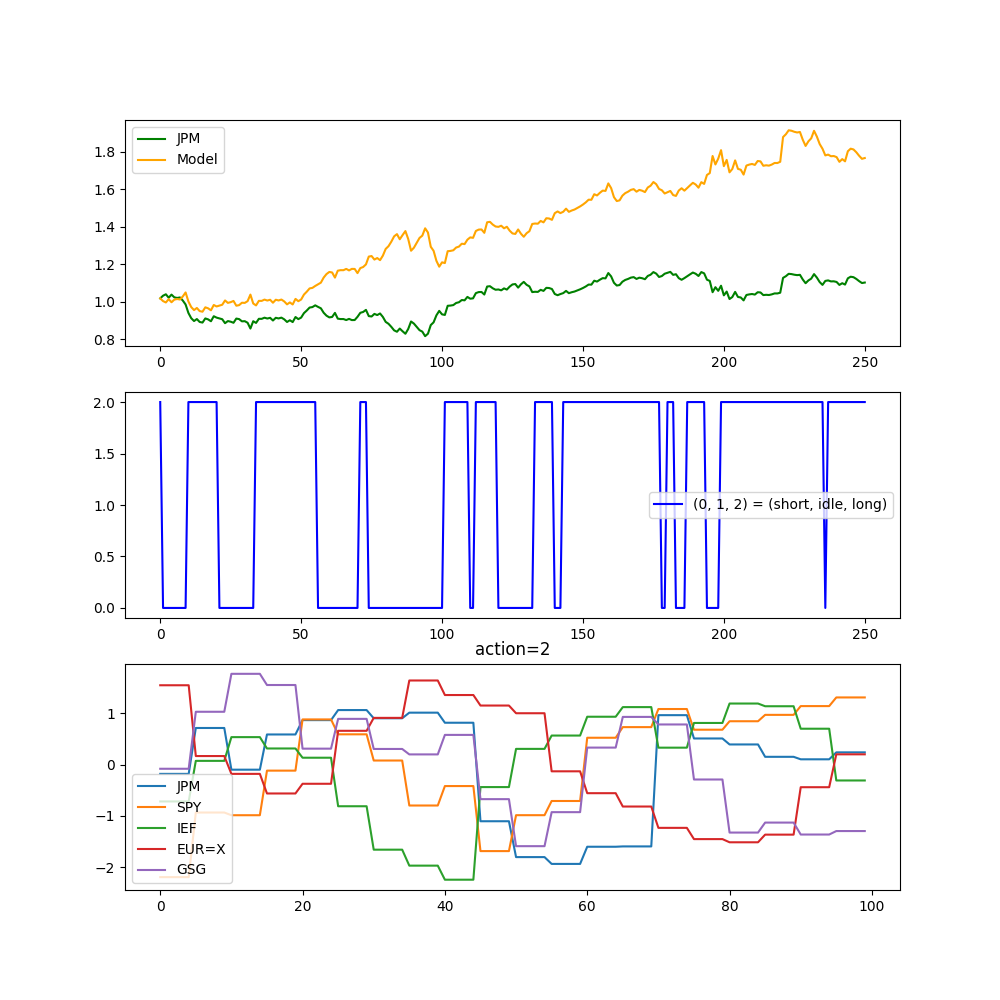 JPM
Model
1.8
1.6
1.4
1.2
1.0
0.8
0 50 100 150 200 250
2.0
1.5
1.0
0.5
0.0
(0, 1, 2) = (short, idle, long)
0 50 100 150 200 250
action=2
1
0
−1
−2
JPM
SPY
IEF
EUR=X
GSG
0 20 40 60 80 100